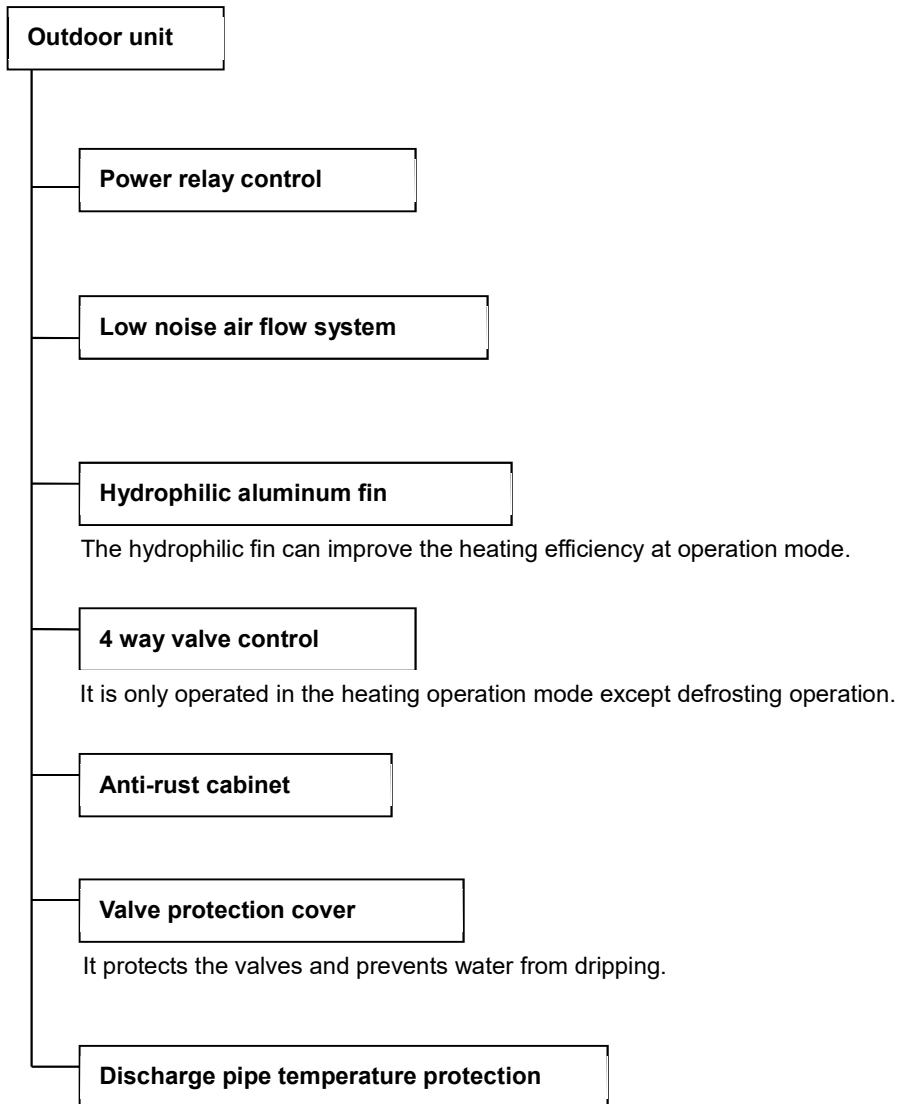 Outdoor unit
Power relay control
Low noise air flow system
Hydrophilic aluminum fin
The hydrophilic fin can improve the heating efficiency at operation mode.
4 way valve control
It is only operated in the heating operation mode except defrosting operation.
Anti-rust cabinet
Valve protection cover
It protects the valves and prevents water from dripping.
Discharge pipe temperature protection